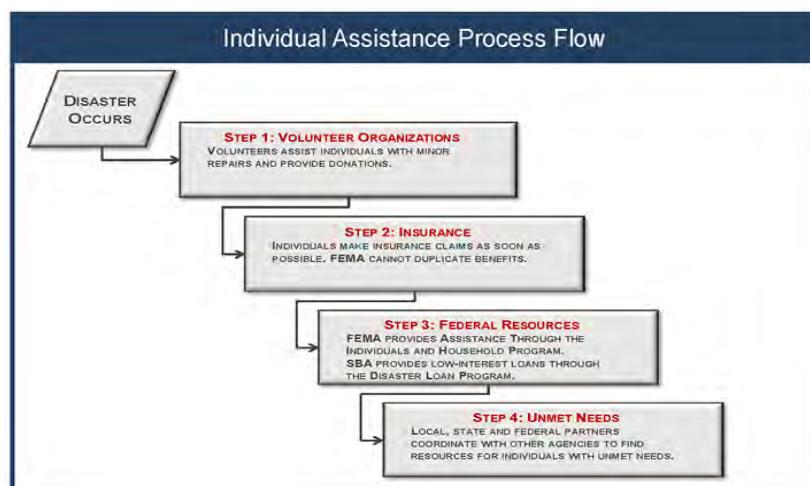 Individual Assistance Process Flow
DISASTER
OCCURS
STEP 1: VOLUNTEER ORGANIZATIONS
VOLUNTEERS ASSIST INDIVIDUALS WITH MINOR
REPAIRS AND PROVIDE DONATIONS.
STEP 2: INSURANCE
INDIVIDUALS MAKE INSURANCE CLAIMS AS SOON AS
POSSIBLE. FEMA CANNOT DUPLICATE BENEFITS.
STEP 3: FEDERAL RESOURCES
FEMA PROVIDES ASSISTANCE THROUGH THE
INDIVIDUALS AND HOUSEHOLD PROGRAM.
SBA PROVIDES LOW-INTEREST LOANS THROUGH
THE DISASTER LOAN PROGRAM.
STEP 4: UNMET NEEDS
LOCAL, STATE AND FEDERAL PARTNERS
COORDINATE WITH OTHER AGENCIES TO FIND
RESOURCES FOR INDIVIDUALS WITH UNMET NEEDS.